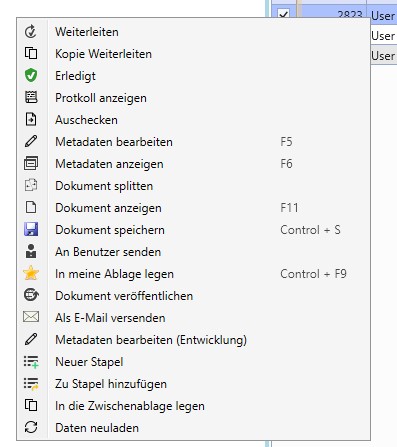 2823 User
User
User
Weiterleiten
Kopie Weiterleiten
Erledigt
Protkoll anzeigen
Auschecken
Metadaten bearbeiten F5
Metadaten anzeigen F6
Dokument splitten
Dokument anzeigen F11
Dokument speichern Control + S
An Benutzer senden
In meine Ablage legen Control + F9
Dokument veröffentlichen
Als E-Mail versenden
Metadaten bearbeiten (Entwicklung)
Neuer Stapel
Zu Stapel hinzufügen
In die Zwischenablage legen
Daten neuladen